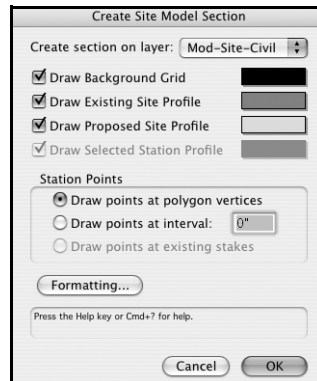 Create Site Model Section
Create section on layer: Mod-Site-Civil
Draw Background Grid
Draw Existing Site Profile
Draw Proposed Site Profile
Draw Selected Station Profile
Station Points
Draw points at polygon vertices
Draw points at interval: 0"
Draw points at existing stakes
Formatting...
Press the Help key or Cmd+? for help.
Cancel OK